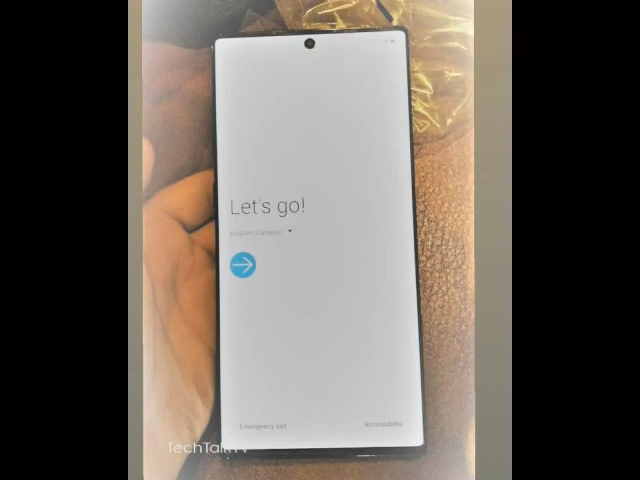 Let's go!
English (Canada)
Emergency call
Accessibility
TechTalkTV